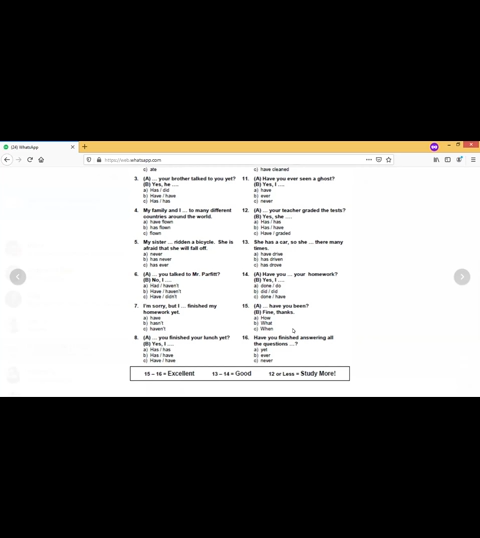 (24) WhatsApp
https://web.whatsapp.com
c) ate
3. (A) … your brother talked to you yet?
(B) Yes, he ….
a) Has / did
b) Have / have
c) Has / has
4. My family and I … to many different
countries around the world.
a) have flown
b) has flown
c) flown
5. My sister … ridden a bicycle. She is
afraid that she will fall off.
a) never
b) has never
c) has ever
6. (A) … you talked to Mr. Parfitt?
(B) No, I ….
a) Had / haven't
b) Have / haven't
c) Have / didn't
7. I'm sorry, but I … finished my
homework yet.
a) have
b) hasn't
c) haven't
8. (A) … you finished your lunch yet?
(B) Yes, I ….
a) Has / has
b) Has / have
c) Have / have
c) have cleaned
11. (A) Have you ever seen a ghost?
(B) Yes, I ….
a) have
b) ever
c) never
12. (A) … your teacher graded the tests?
(B) Yes, she ….
a) Has / has
b) Has / have
c) Have / graded
13. She has a car, so she … there many
times.
a) have drive
b) has driven
c) has drove
14. (A) Have you … your homework?
(B) Yes, I ….
a) done / do
b) did / did
c) done / have
15. (A) … have you been?
(B) Fine, thanks.
a) How
b) What
c) When
16. Have you finished answering all
the questions …?
a) yet
b) ever
c) never
15 – 16 = Excellent 13 – 14 = Good 12 or Less = Study More!